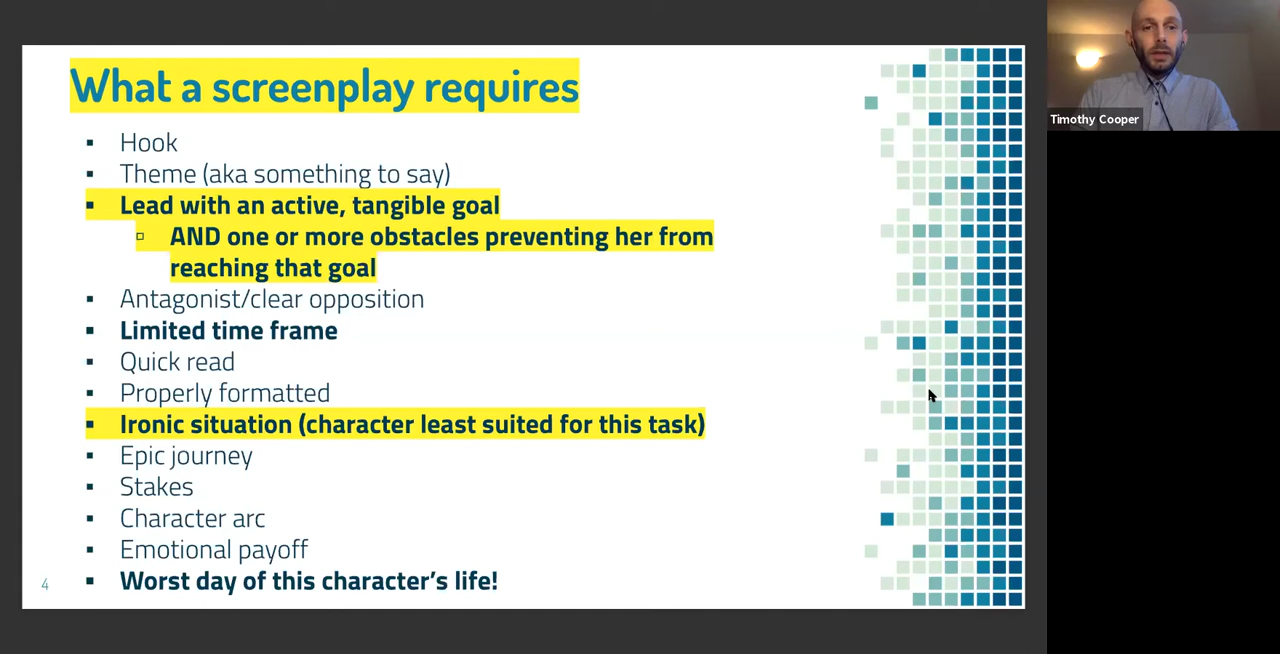 What a screenplay requires
▪ Hook
▪ Theme (aka something to say)
▪ Lead with an active, tangible goal
▫ AND one or more obstacles preventing her from
reaching that goal
▪ Antagonist/clear opposition
▪ Limited time frame
▪ Quick read
▪ Properly formatted
▪ Ironic situation (character least suited for this task)
▪ Epic journey
▪ Stakes
▪ Character arc
▪ Emotional payoff
▪ Worst day of this character's life!
4
Timothy Cooper